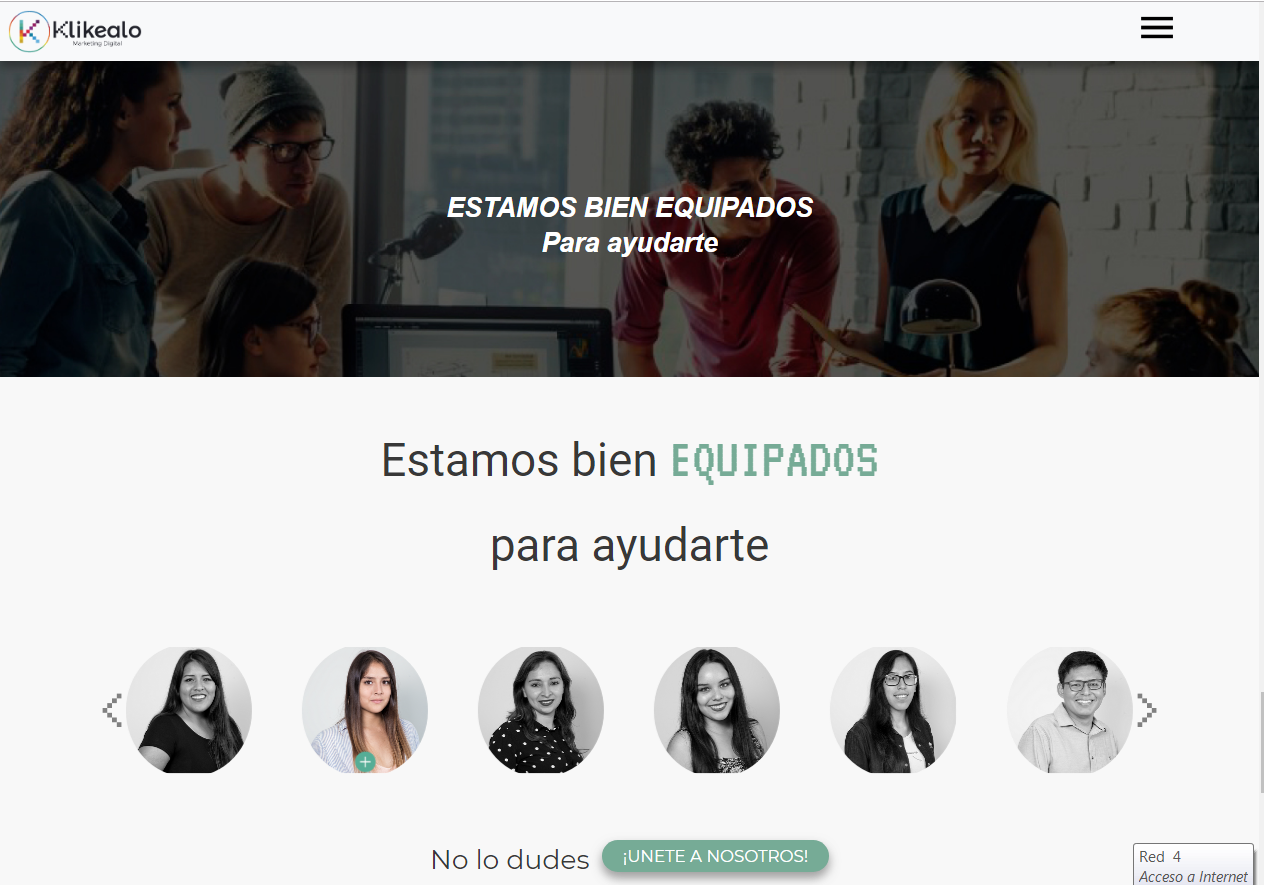 Klikealo
Marketing Digital
ESTAMOS BIEN EQUIPADOS
Para ayudarte
Estamos bien EQUIPADOS
para ayudarte
No lo dudes ¡UNETE A NOSOTROS!
Red 4
Acceso a Internet